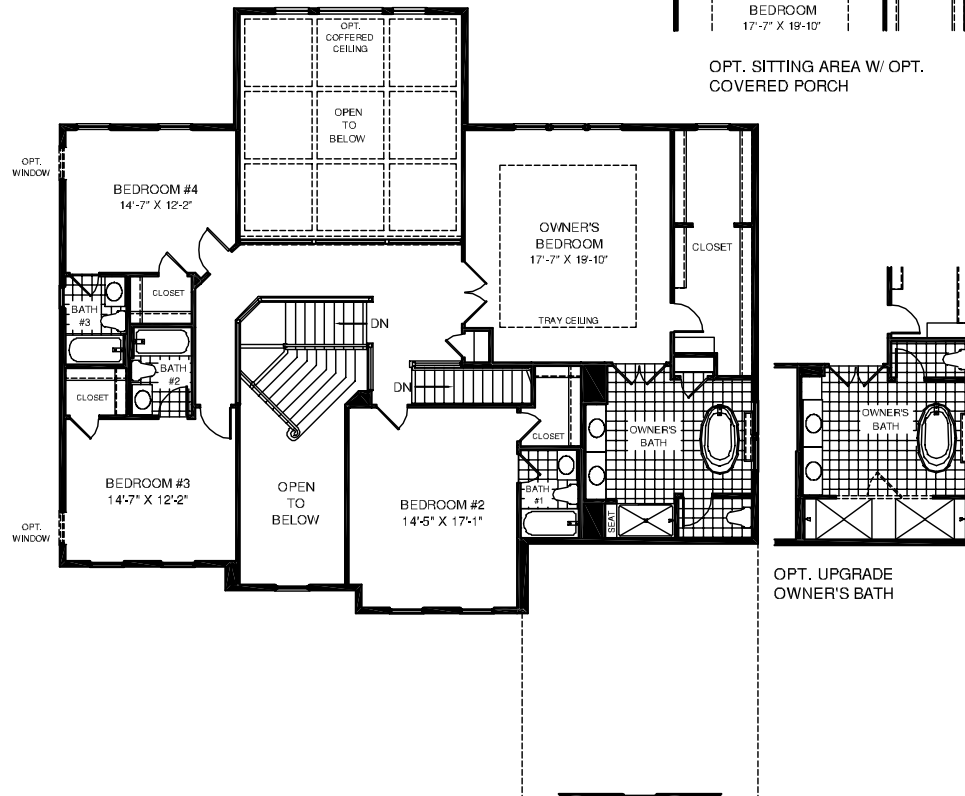 BEDROOM
17'-7" X 19'-10"
OPT. SITTING AREA W/ OPT.
COVERED PORCH
OPT.
COFFERED
CEILING
OPEN
TO
BELOW
OPT.
WINDOW
BEDROOM #4
14'-7" X 12'-2"
OWNER'S
BEDROOM
17'-7" X 19'-10"
TRAY CEILING
CLOSET
CLOSET
BATH
#3
DN
BATH
#2
CLOSET
DN
CLOSET
OWNER'S
BATH
OWNER'S
BATH
BEDROOM #3
14'-7" X 12'-2"
OPEN
TO
BELOW
BEDROOM #2
14'-5" X 17'-1"
BATH
#1
SEAT
OPT.
WINDOW
OPT. UPGRADE
OWNER'S BATH